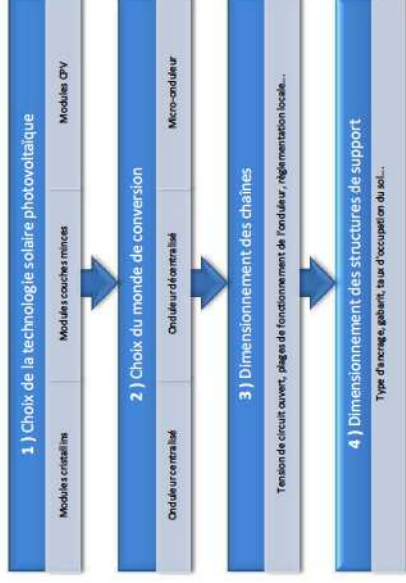 1 ) Choix de la technologie solaire photovoltaïque
Modules cristallins
Modules couches minces
Modules CPV
2 ) Choix du monde de conversion
Onduleur centralisé
Onduleur décentralisé
Micro-onduleur
3 ) Dimensionnement des chaînes
Tension de circuit ouvert, plages de fonctionnement de l'onduleur, règlementation locale...
4 ) Dimensionnement des structures de support
Type d'ancrage, gabarit, taux d'occupation du sol...